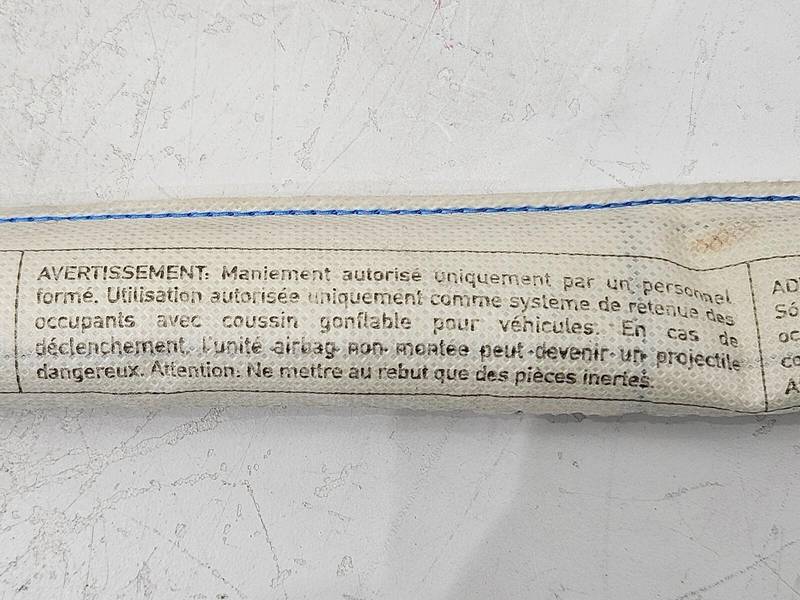 AVERTISSEMENT: Maniement autorisé uniquement par un personnel
formé. Utilisation autorisée uniquement comme système de retenue des
occupants avec coussin gonflable pour véhicules. En cas de
déclenchement, l'unité airbag non montée peut devenir un projectile
dangereux. Attention: Ne mettre au rebut que des pièces inertes.